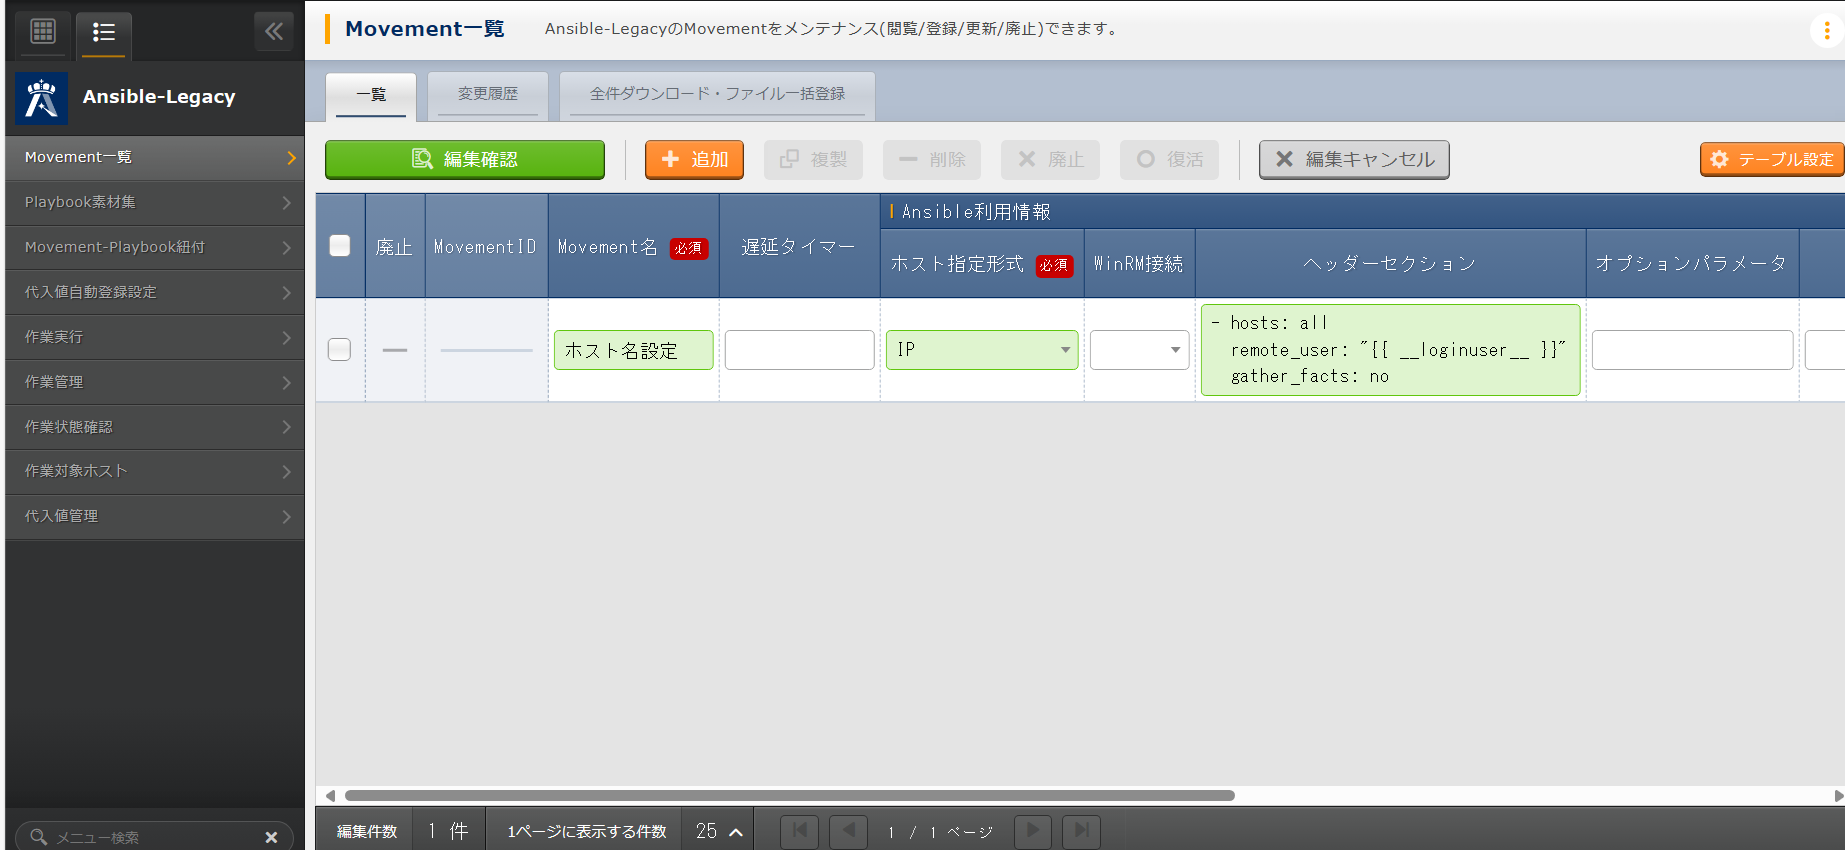 Movement一覧
Ansible-LegacyのMovementをメンテナンス(閲覧/登録/更新/廃止)できます。
Ansible-Legacy
一覧
変更履歴
全件ダウンロード・ファイル一括登録
Movement一覧
Playbook素材集
Movement-Playbook紐付
代入値自動登録設定
作業実行
作業管理
作業状態確認
作業対象ホスト
代入値管理
メニュー検索
編集確認
追加
複製
削除
廃止
復活
編集キャンセル
テーブル設定
廃止
MovementID
Movement名 必須
遅延タイマー
Ansible利用情報
ホスト指定形式 必須
WinRM接続
ヘッダーセクション
オプションパラメータ
ホスト名設定
IP
- hosts: all
remote_user: "{{ __loginuser__ }}"
gather_facts: no
編集件数
1 件
1ページに表示する件数
25
1 / 1 ページ